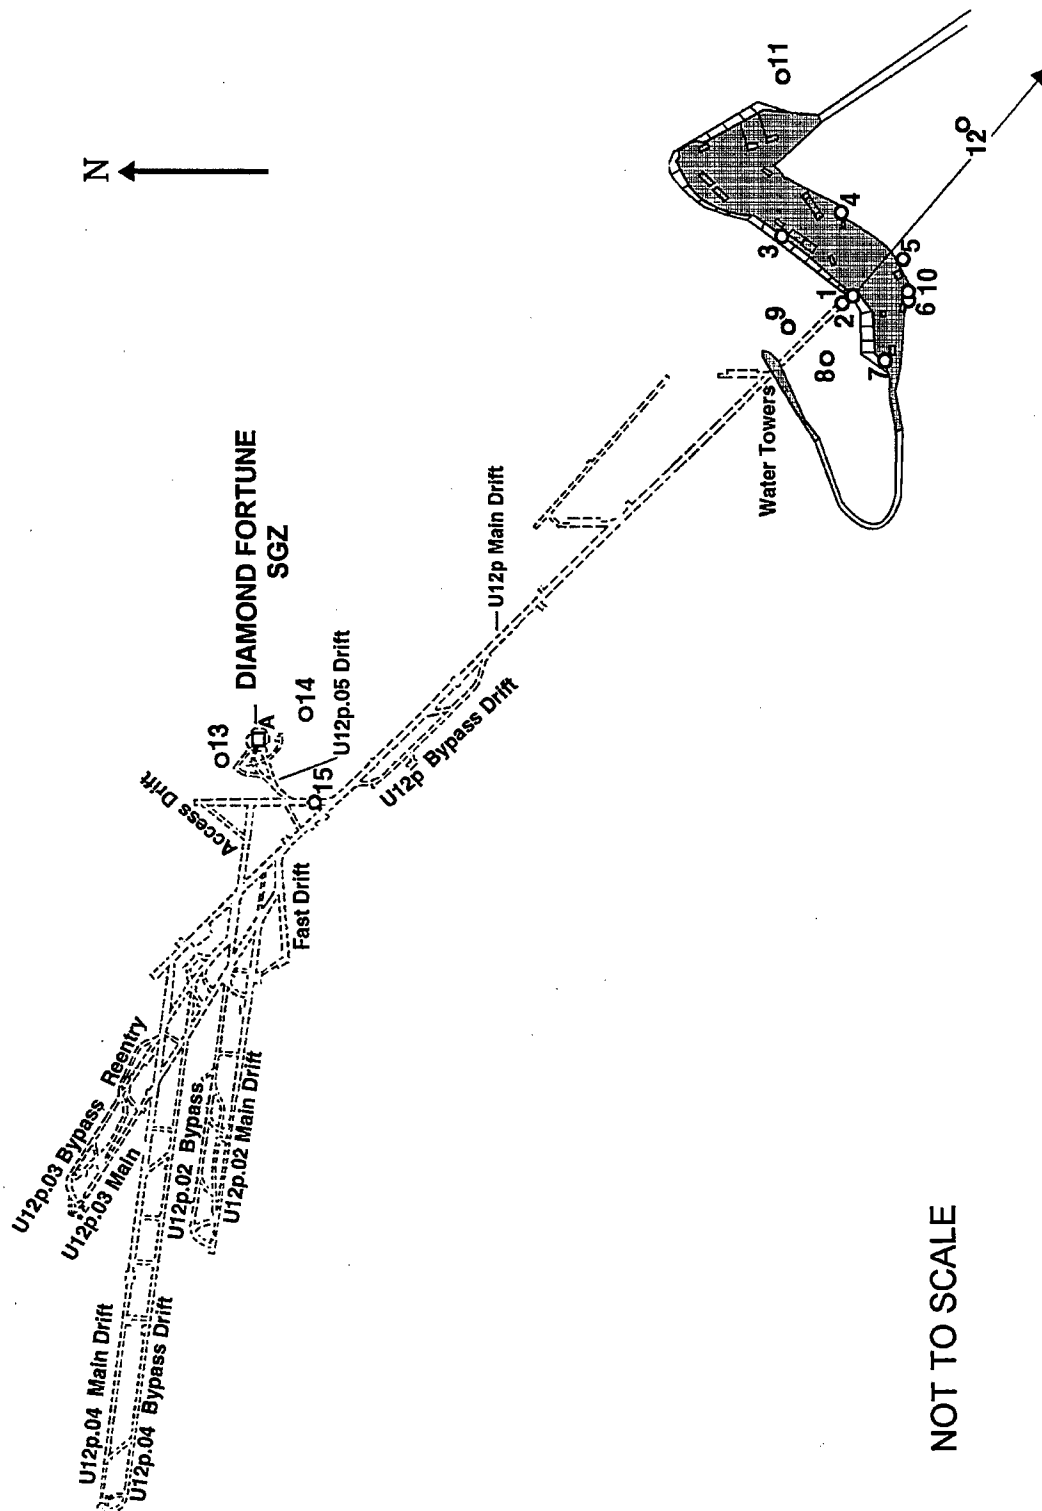 N
DIAMOND FORTUNE
SGZ
A
13
14
15
U12p.05 Drift
Access Drift
Fast Drift
U12p Main Drift
U12p Bypass Drift
U12p.03 Bypass Reentry
U12p.03 Main
U12p.02 Bypass
U12p.02 Main Drift
U12p.04 Main Drift
U12p.04 Bypass Drift
Water Towers
11
12
3
4
9
8
2
1
5
10
6
7
NOT TO SCALE